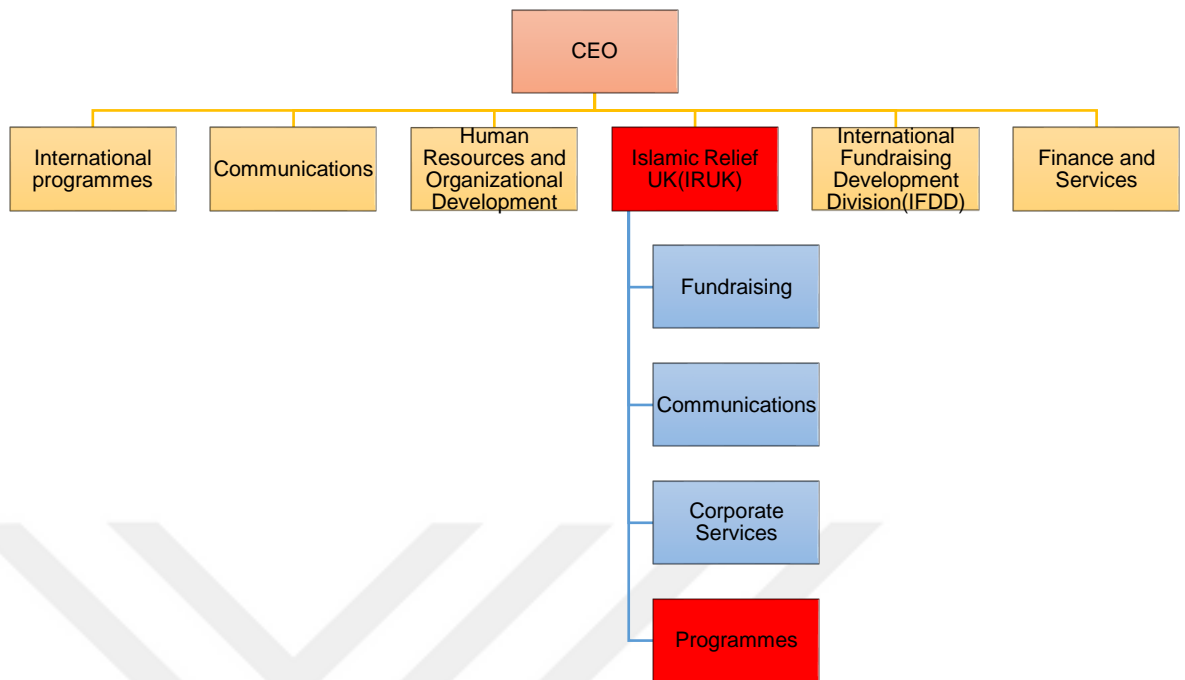 CEO
International
programmes
Communications
Human
Resources and
Organizational
Development
Islamic Relief
UK(IRUK)
International
Fundraising
Development
Division(IFDD)
Finance and
Services
Fundraising
Communications
Corporate
Services
Programmes